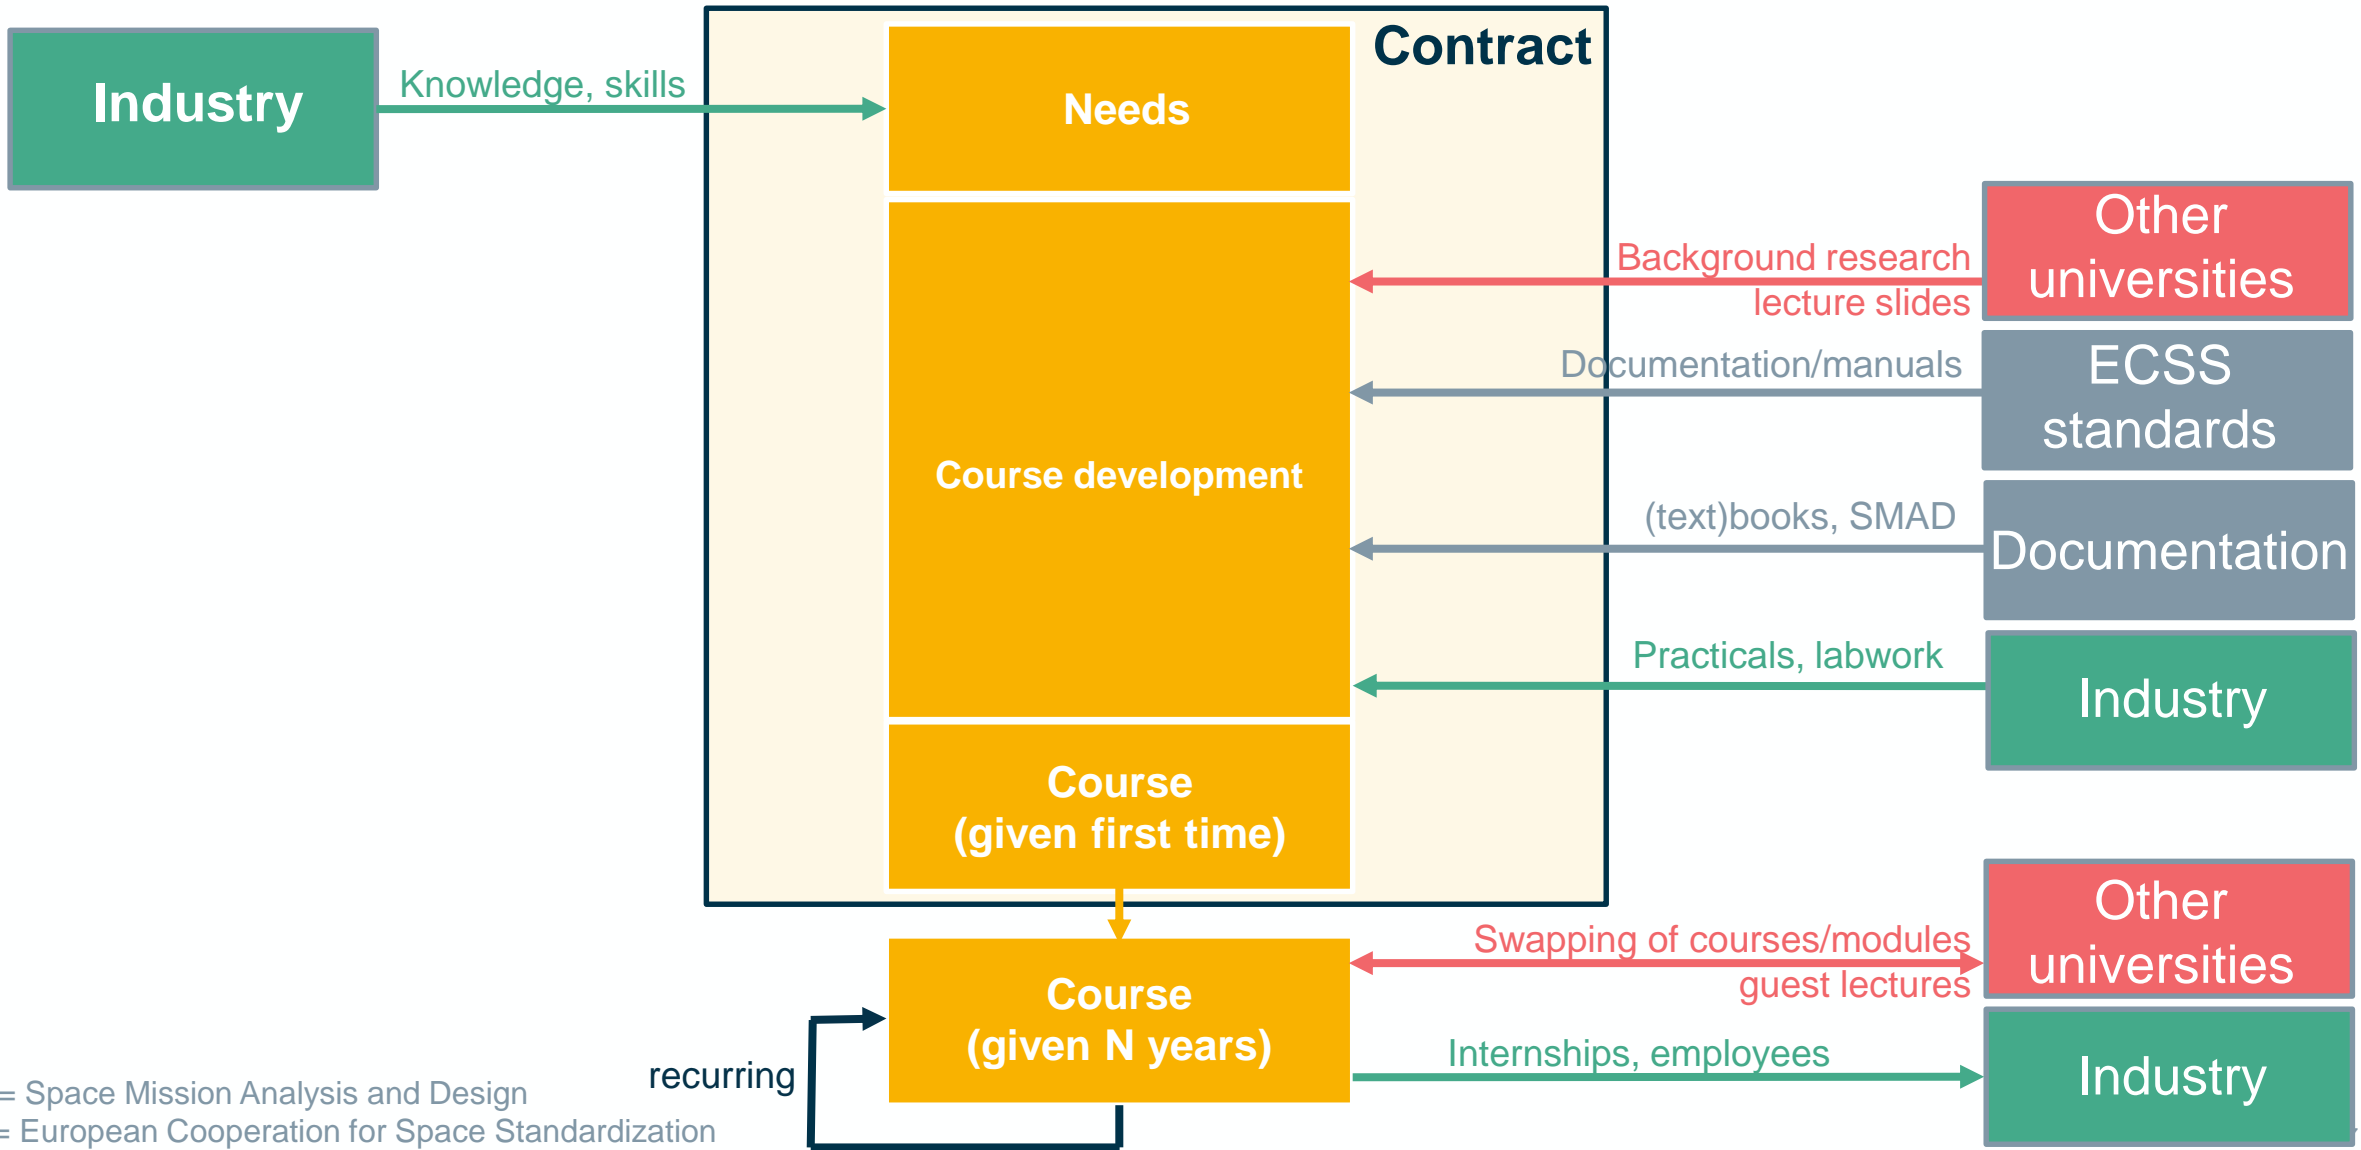 Contract
Industry
Knowledge, skills
Needs
Other
universities
Background research
lecture slides
ECSS
standards
Documentation/manuals
Course development
(text)books, SMAD
Documentation
Practicals, labwork
Industry
Course
(given first time)
Other
universities
Swapping of courses/modules
guest lectures
Course
(given N years)
Internships, employees
Industry
recurring
= Space Mission Analysis and Design
= European Cooperation for Space Standardization